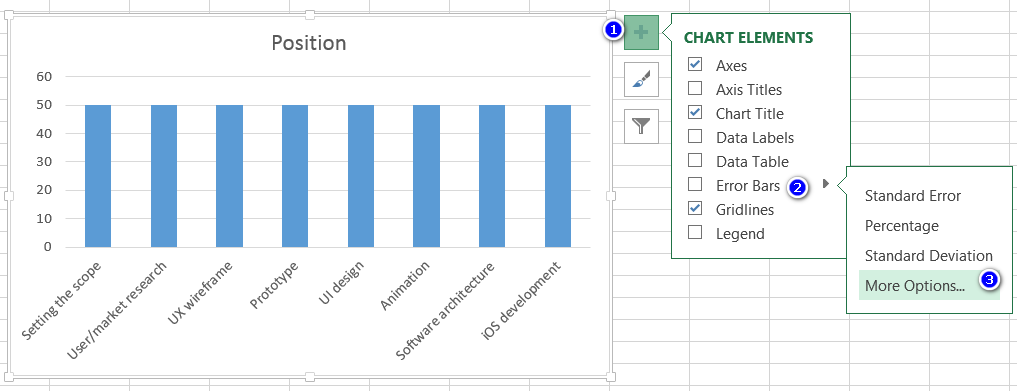 Position
60
50
40
30
20
10
0
Setting the scope
User/market research
UX wireframe
Prototype
UI design
Animation
Software architecture
iOS development
1
CHART ELEMENTS
Axes
Axis Titles
Chart Title
Data Labels
Data Table
Error Bars 2
Gridlines
Legend
Standard Error
Percentage
Standard Deviation
More Options... 3